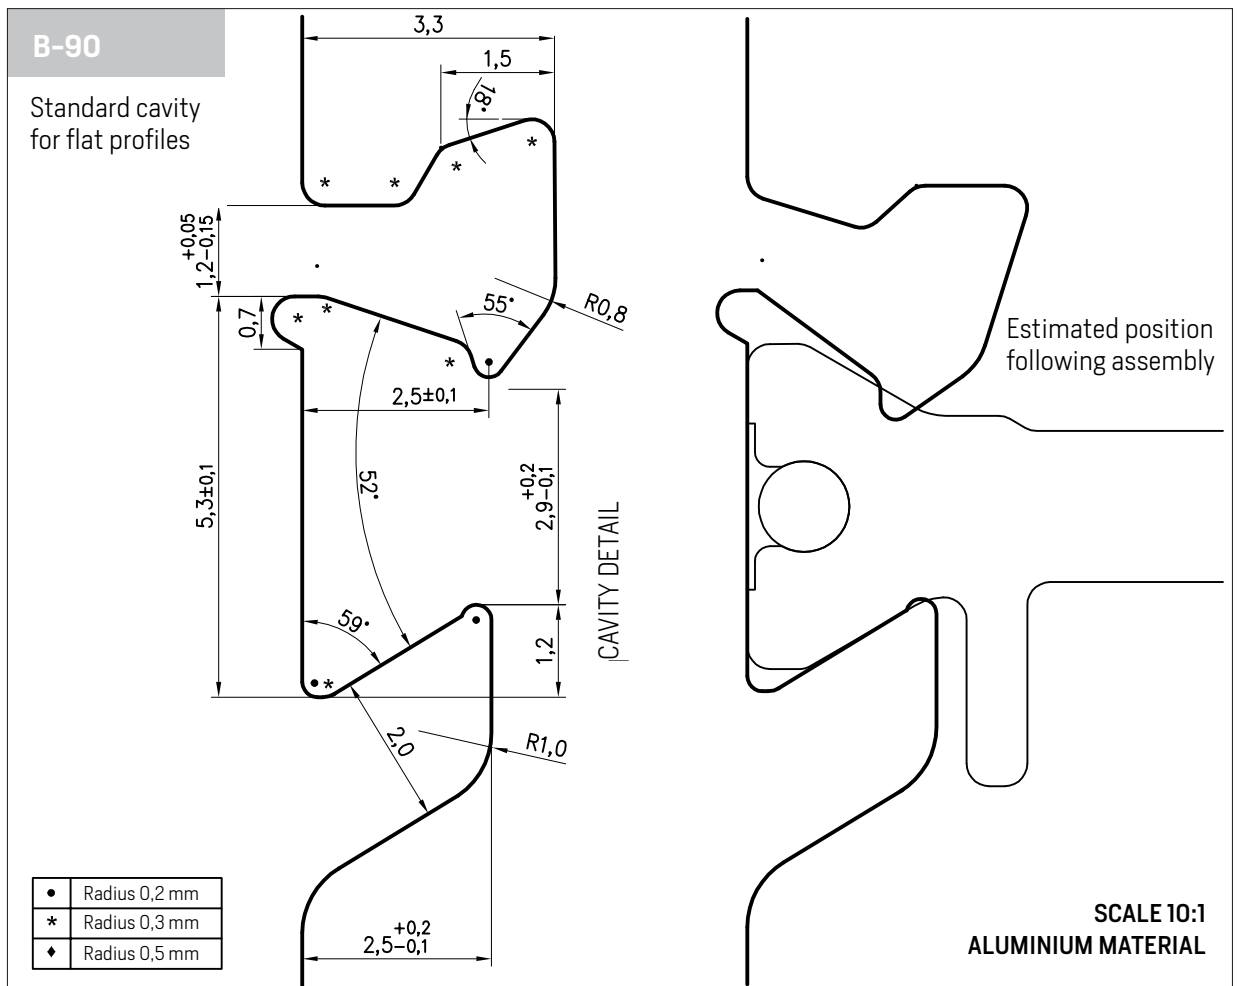 B-90
Standard cavity
for flat profiles
3,3
1,5
18°
+0,05
1,2-0,15
0,7
55°
R0,8
2,5±0,1
52°
5,3±0,1
+0,2
2,9-0,1
CAVITY DETAIL
59°
1,2
2,0
R1,0
+0,2
2,5-0,1
Estimated position
following assembly
● Radius 0,2 mm
* Radius 0,3 mm
♦ Radius 0,5 mm
SCALE 10:1
ALUMINIUM MATERIAL